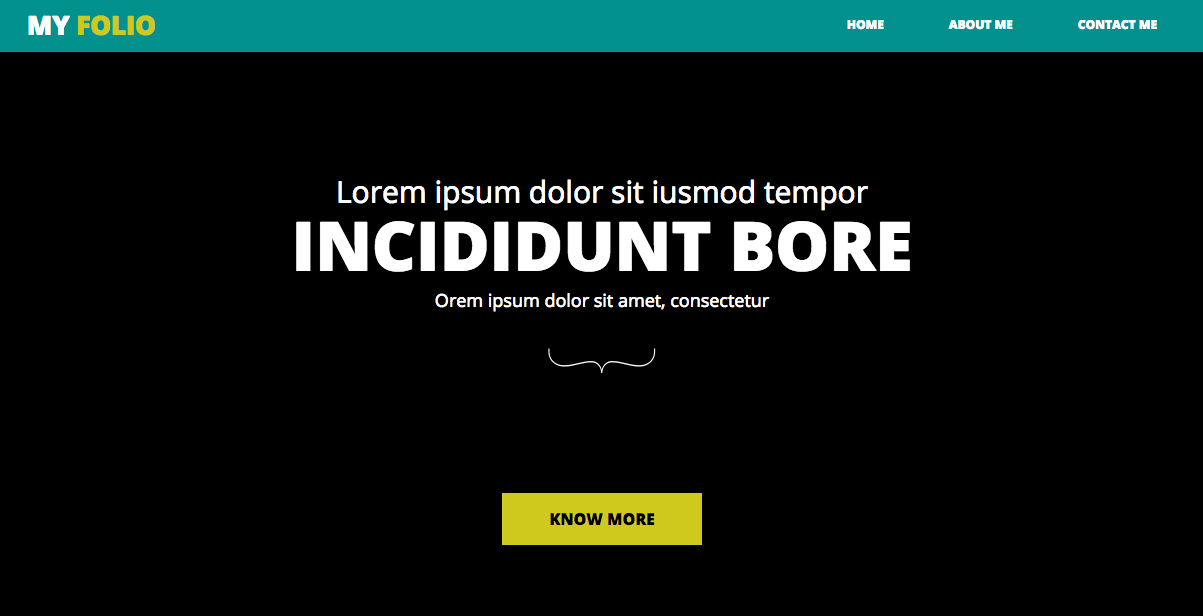 MY FOLIO
HOME ABOUT ME CONTACT ME
Lorem ipsum dolor sit iusmod tempor
INCIDIDUNT BORE
Orem ipsum dolor sit amet, consectetur
KNOW MORE